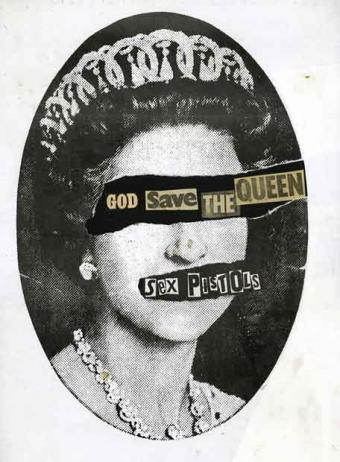 GOD Save THE QUEEN
SEX PISTOLS